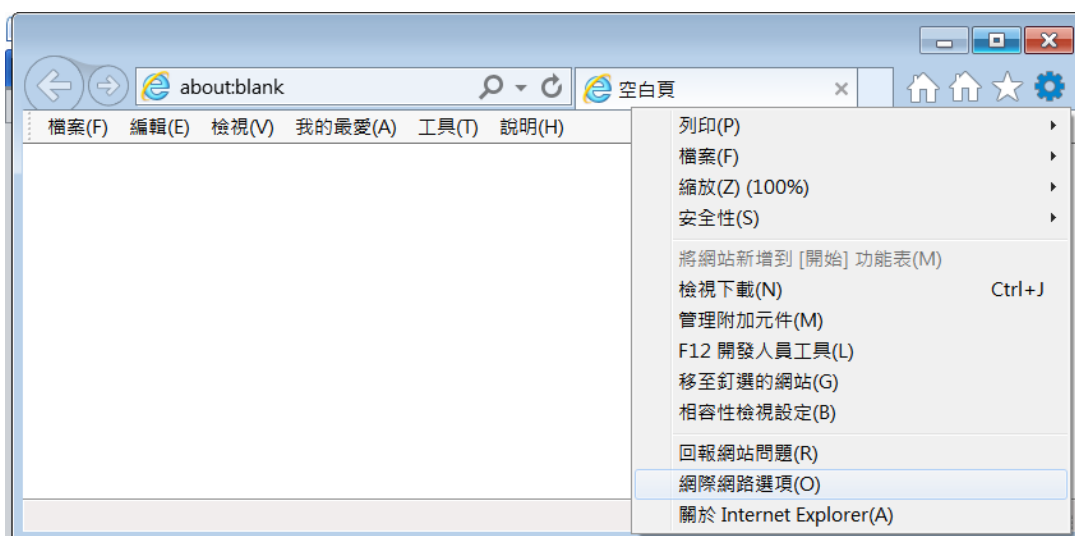 about:blank
空白頁
檔案(F) 編輯(E) 檢視(V) 我的最愛(A) 工具(T) 說明(H)
列印(P)
檔案(F)
縮放(Z) (100%)
安全性(S)
將網站新增到 [開始] 功能表(M)
檢視下載(N) Ctrl+J
管理附加元件(M)
F12 開發人員工具(L)
移至釘選的網站(G)
相容性檢視設定(B)
回報網站問題(R)
網際網路選項(O)
關於 Internet Explorer(A)